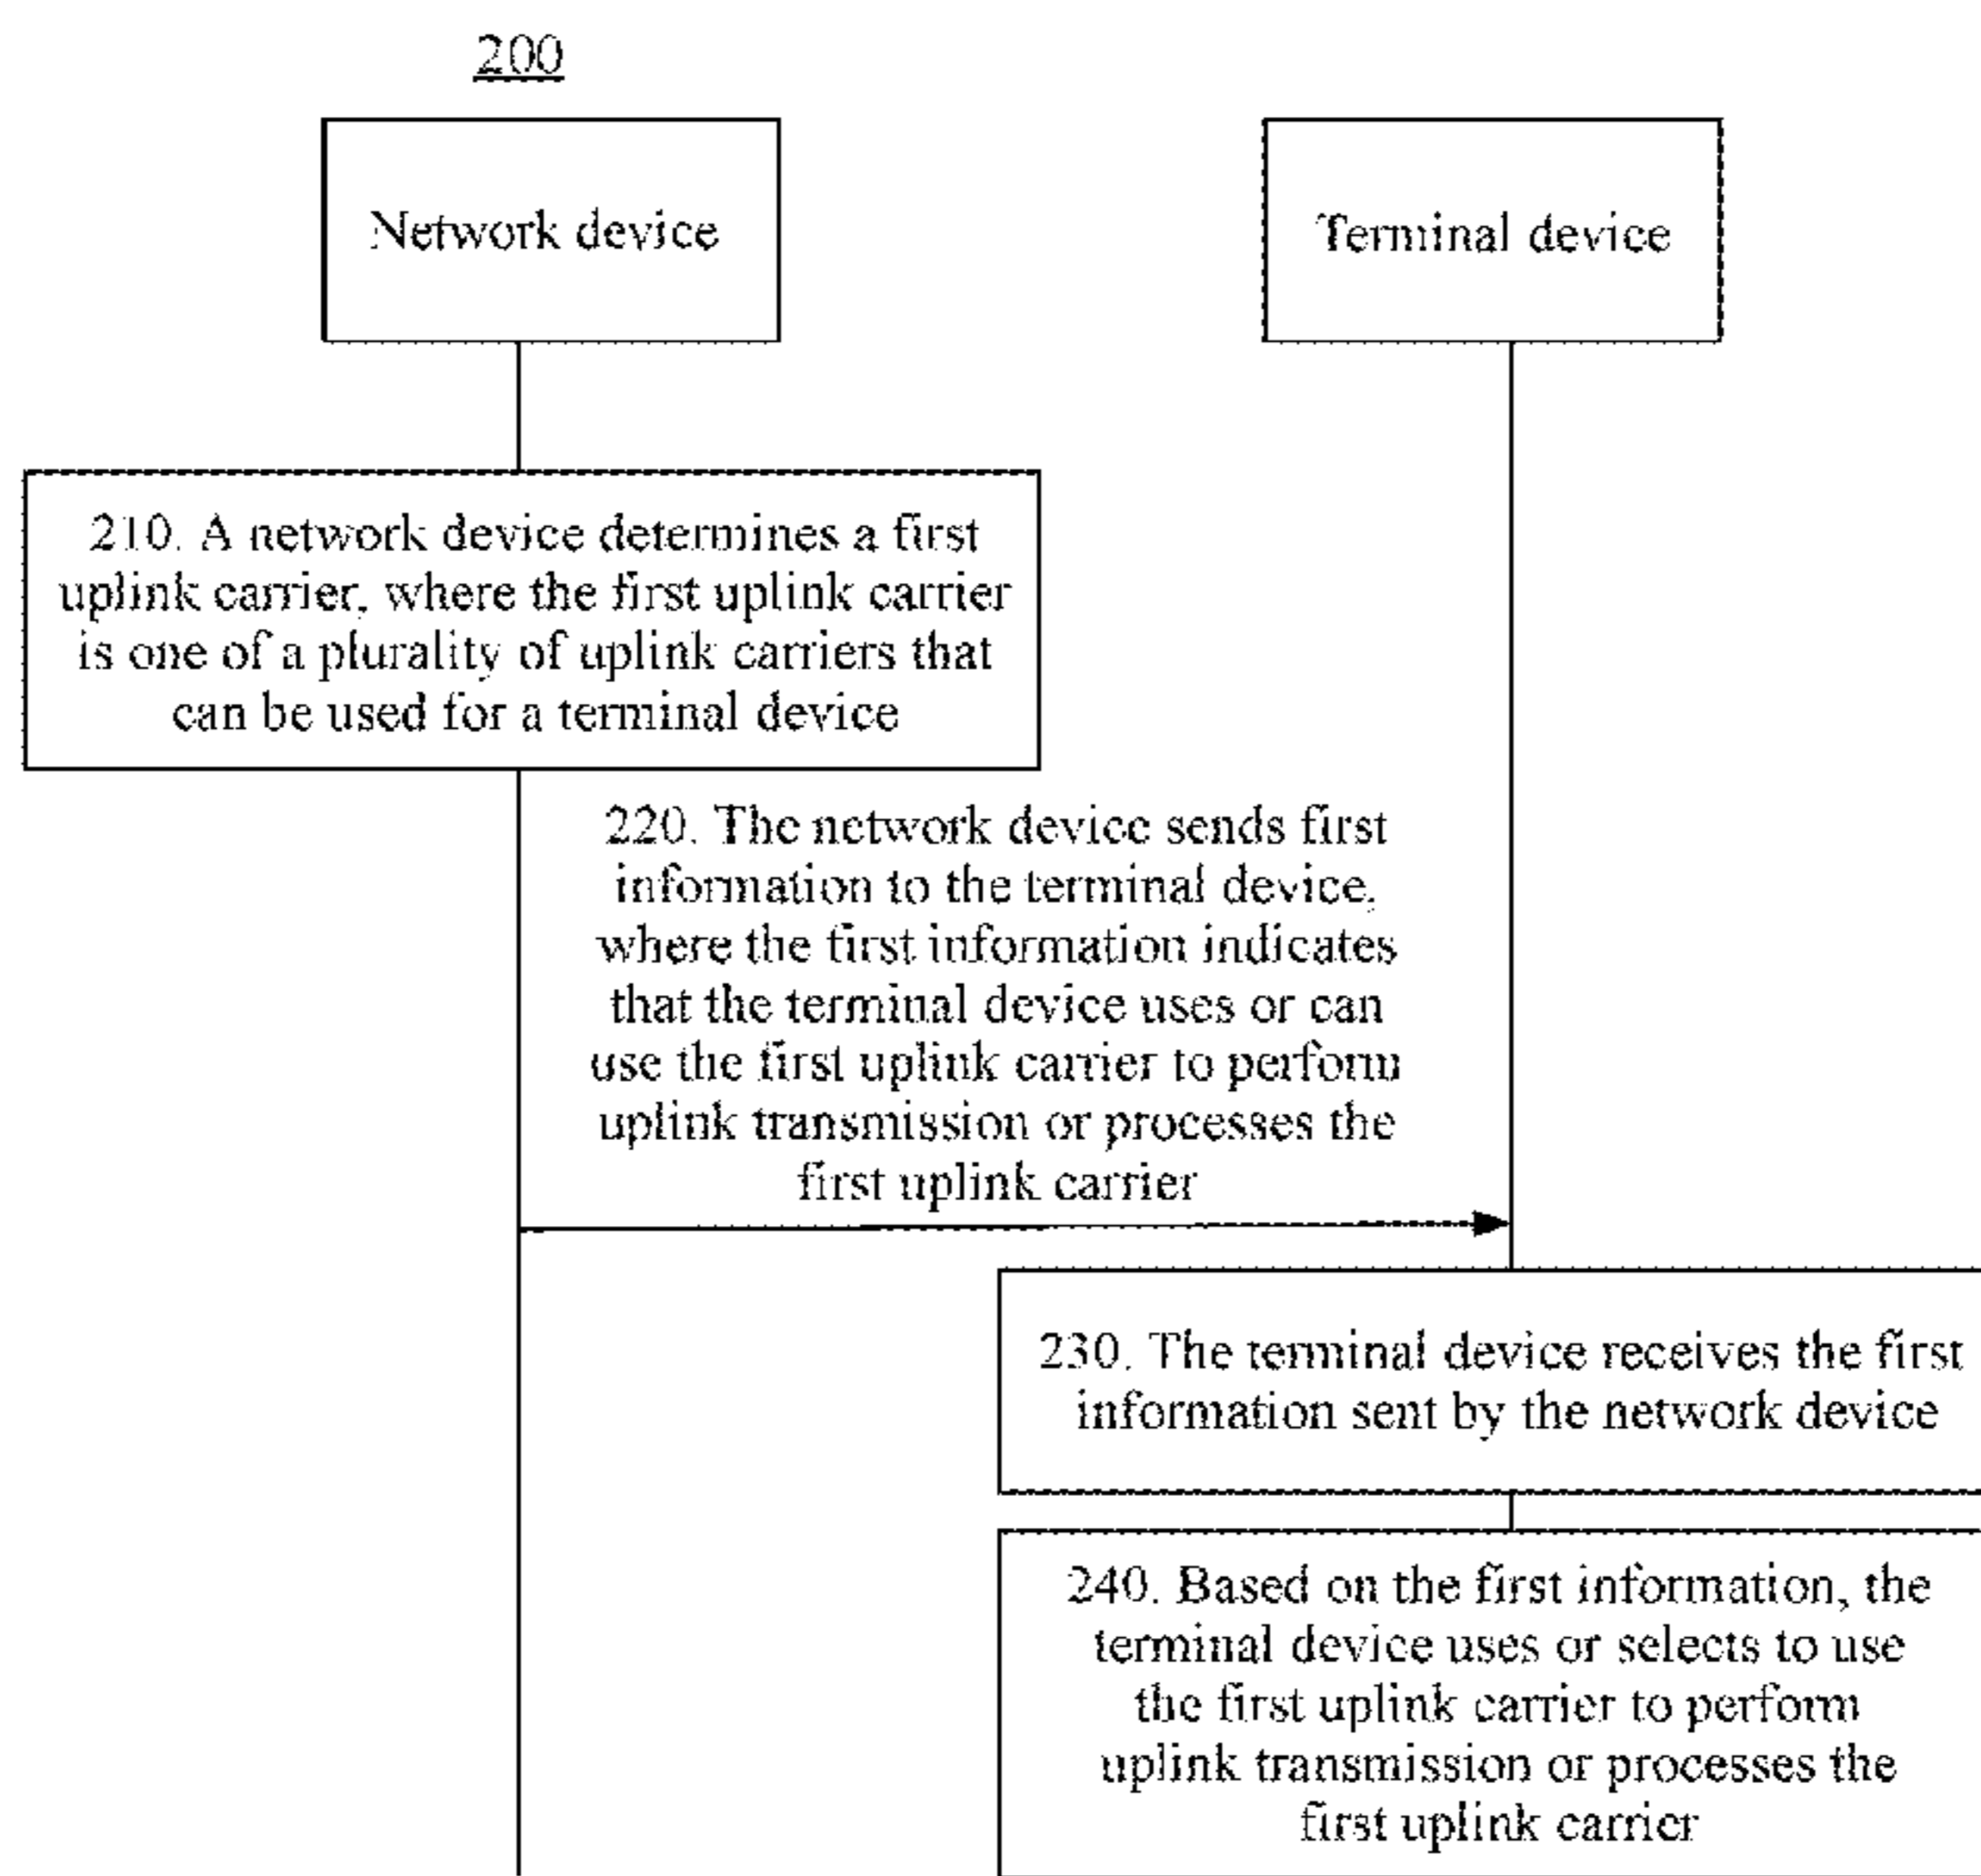 200
Network device
Terminal device
210. A network device determines a first
uplink carrier, where the first uplink carrier
is one of a plurality of uplink carriers that
can be used for a terminal device
220. The network device sends first
information to the terminal device,
where the first information indicates
that the terminal device uses or can
use the first uplink carrier to perform
uplink transmission or processes the
first uplink carrier
230. The terminal device receives the first
information sent by the network device
240. Based on the first information, the
terminal device uses or selects to use
the first uplink carrier to perform
uplink transmission or processes the
first uplink carrier